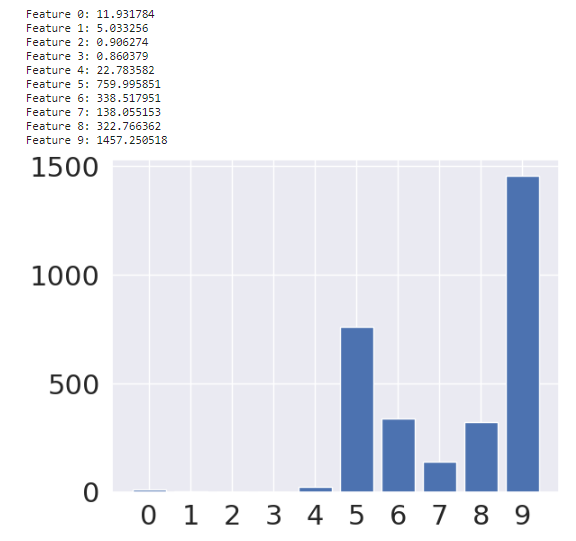 Feature 0: 11.931784
Feature 1: 5.033256
Feature 2: 0.906274
Feature 3: 0.860379
Feature 4: 22.783582
Feature 5: 759.995851
Feature 6: 338.517951
Feature 7: 138.055153
Feature 8: 322.766362
Feature 9: 1457.250518
1500
1000
500
0
0 1 2 3 4 5 6 7 8 9